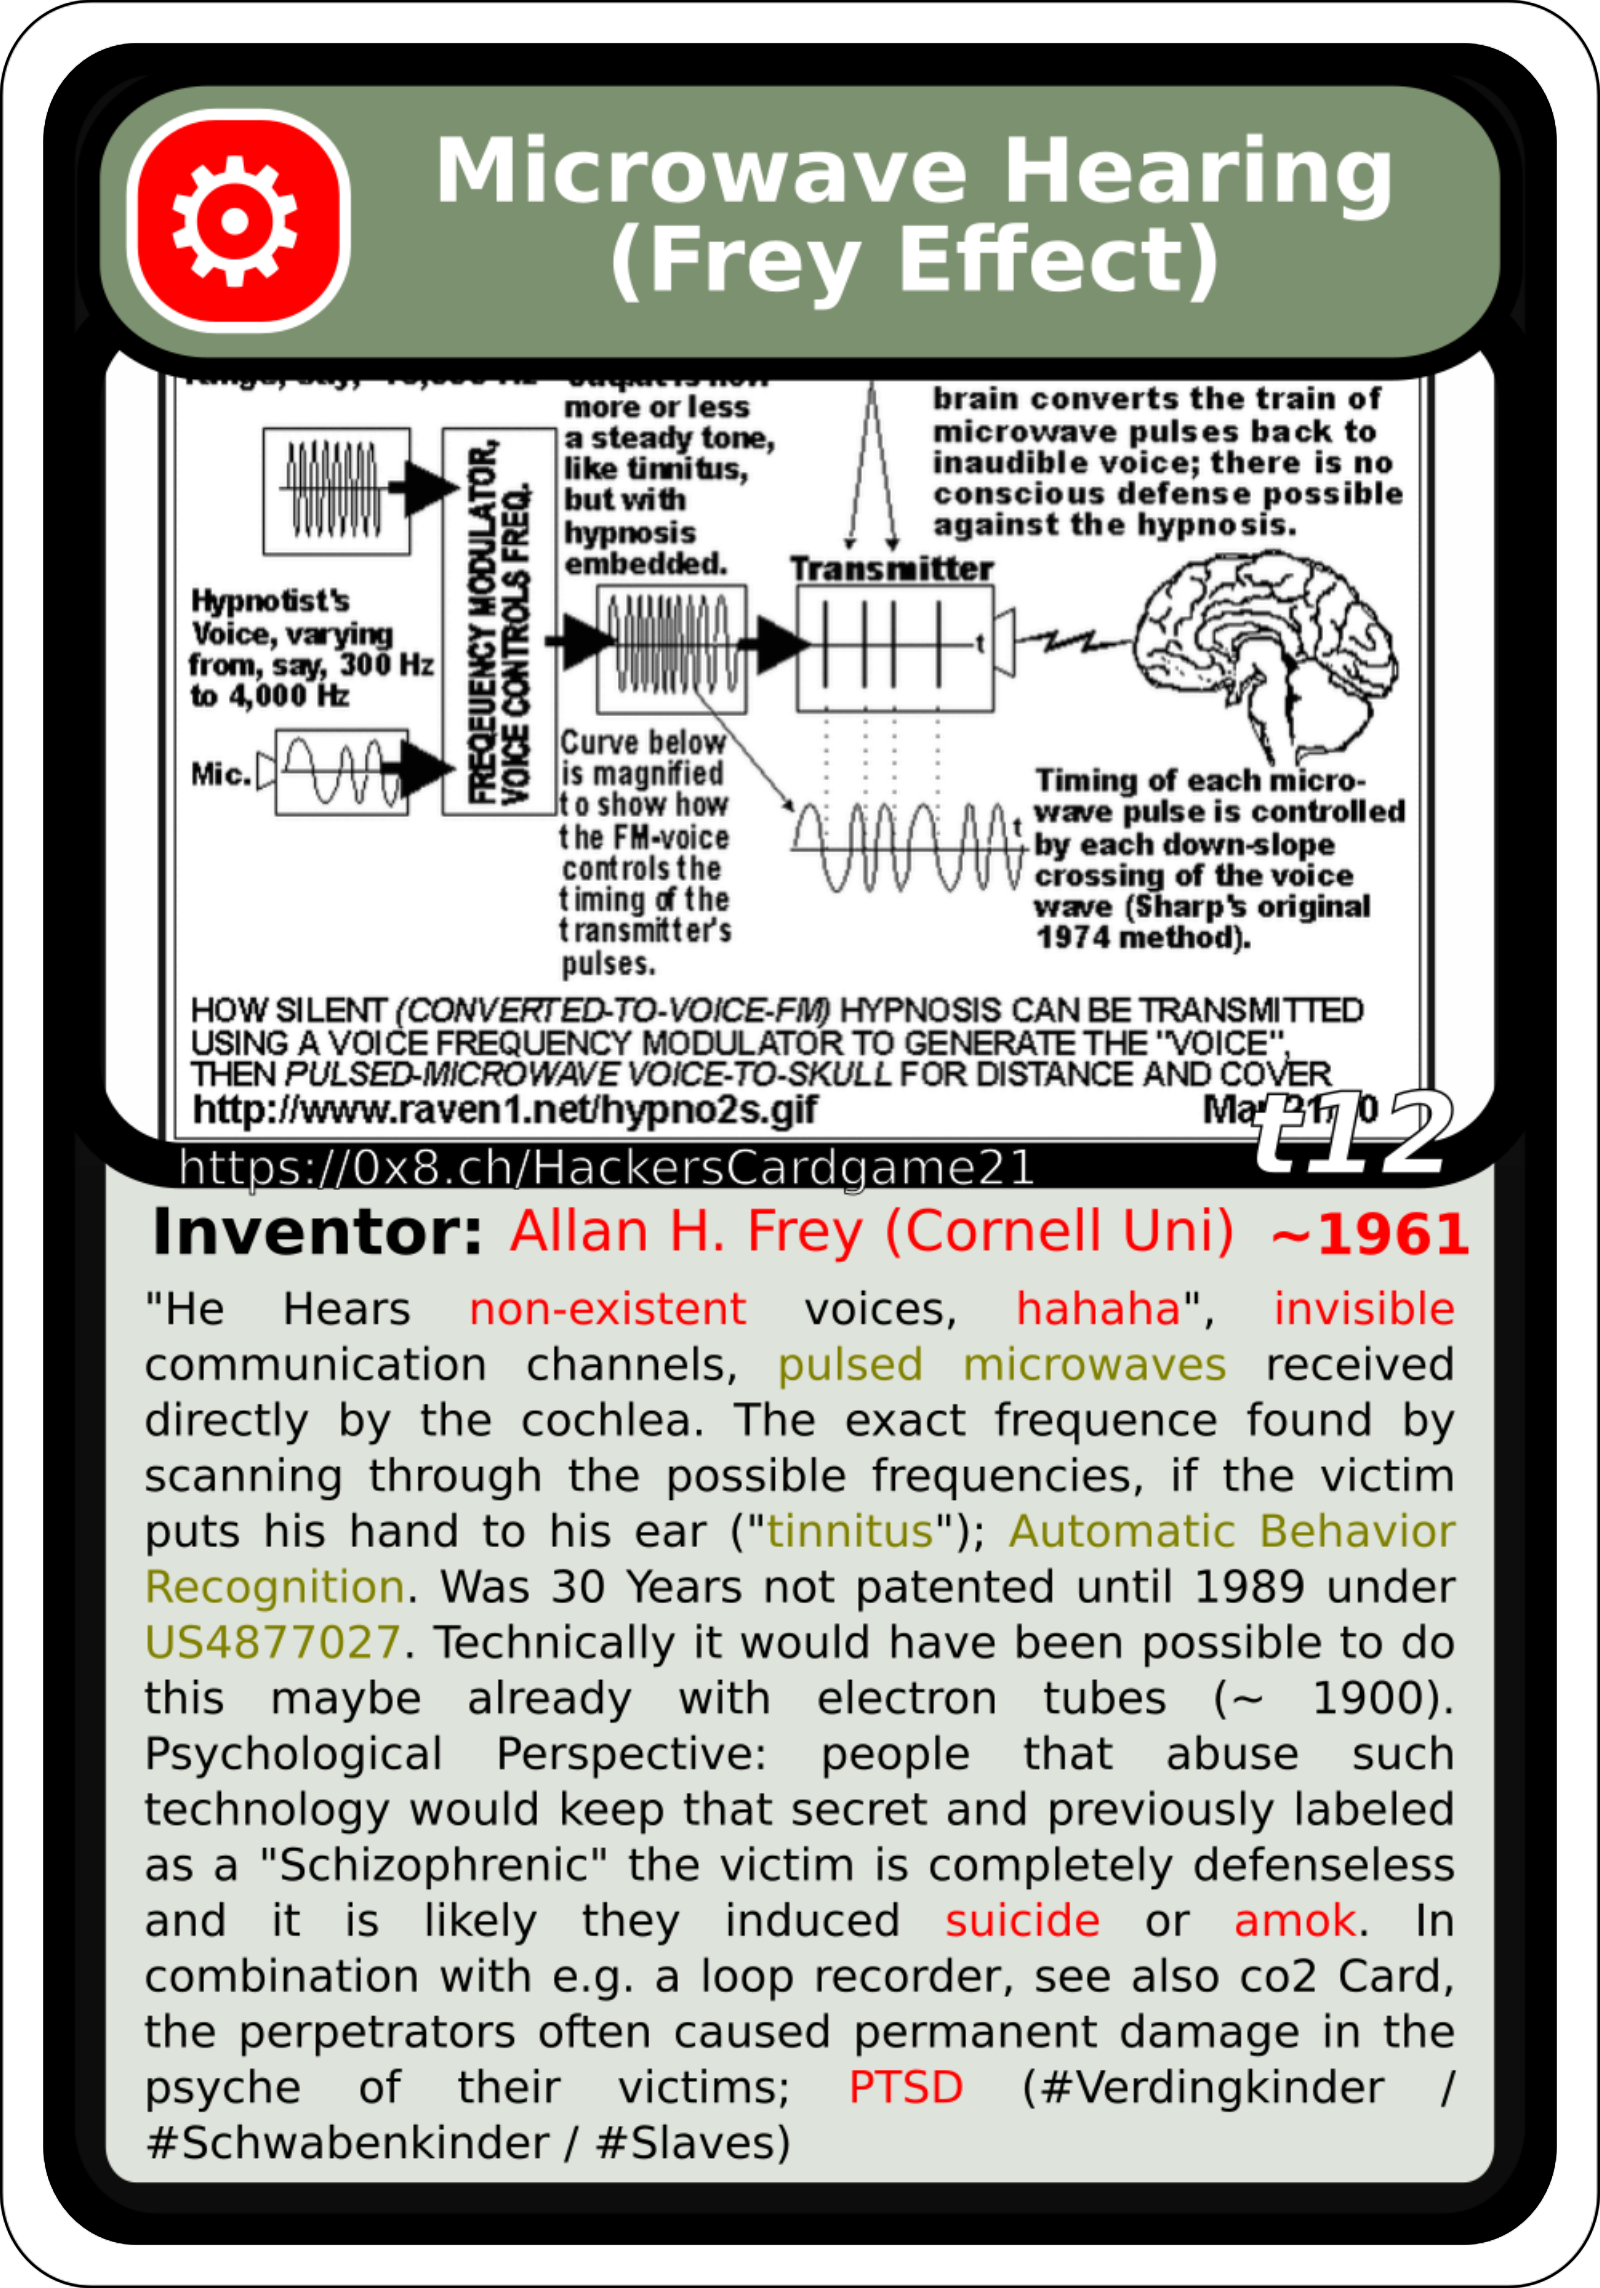 Microwave Hearing
(Frey Effect)
more or less
a steady tone,
like tinnitus,
but with
hypnosis
embedded.
brain converts the train of
microwave pulses back to
inaudible voice; there is no
conscious defense possible
against the hypnosis.
FREQEUENCY MODULATOR,
VOICE CONTROLS FREQ.
Transmitter
t
Hypnotist's
Voice, varying
from, say, 300 Hz
to 4,000 Hz
Mic.
Curve below
is magnified
to show how
the FM-voice
controls the
timing of the
transmitter's
pulses.
t
Timing of each micro-
wave pulse is controlled
by each down-slope
crossing of the voice
wave (Sharp's original
1974 method).
HOW SILENT (CONVERTED-TO-VOICE-FM) HYPNOSIS CAN BE TRANSMITTED
USING A VOICE FREQUENCY MODULATOR TO GENERATE THE "VOICE",
THEN PULSED-MICROWAVE VOICE-TO-SKULL FOR DISTANCE AND COVER
http://www.raven1.net/hypno2s.gif
t12
https://0x8.ch/HackersCardgame21
Inventor: Allan H. Frey (Cornell Uni) ~1961
"He Hears non-existent voices, hahaha", invisible
communication channels, pulsed microwaves received
directly by the cochlea. The exact frequence found by
scanning through the possible frequencies, if the victim
puts his hand to his ear ("tinnitus"); Automatic Behavior
Recognition. Was 30 Years not patented until 1989 under
US4877027. Technically it would have been possible to do
this maybe already with electron tubes (~ 1900).
Psychological Perspective: people that abuse such
technology would keep that secret and previously labeled
as a "Schizophrenic" the victim is completely defenseless
and it is likely they induced suicide or amok. In
combination with e.g. a loop recorder, see also co2 Card,
the perpetrators often caused permanent damage in the
psyche of their victims; PTSD (#Verdingkinder /
#Schwabenkinder / #Slaves)